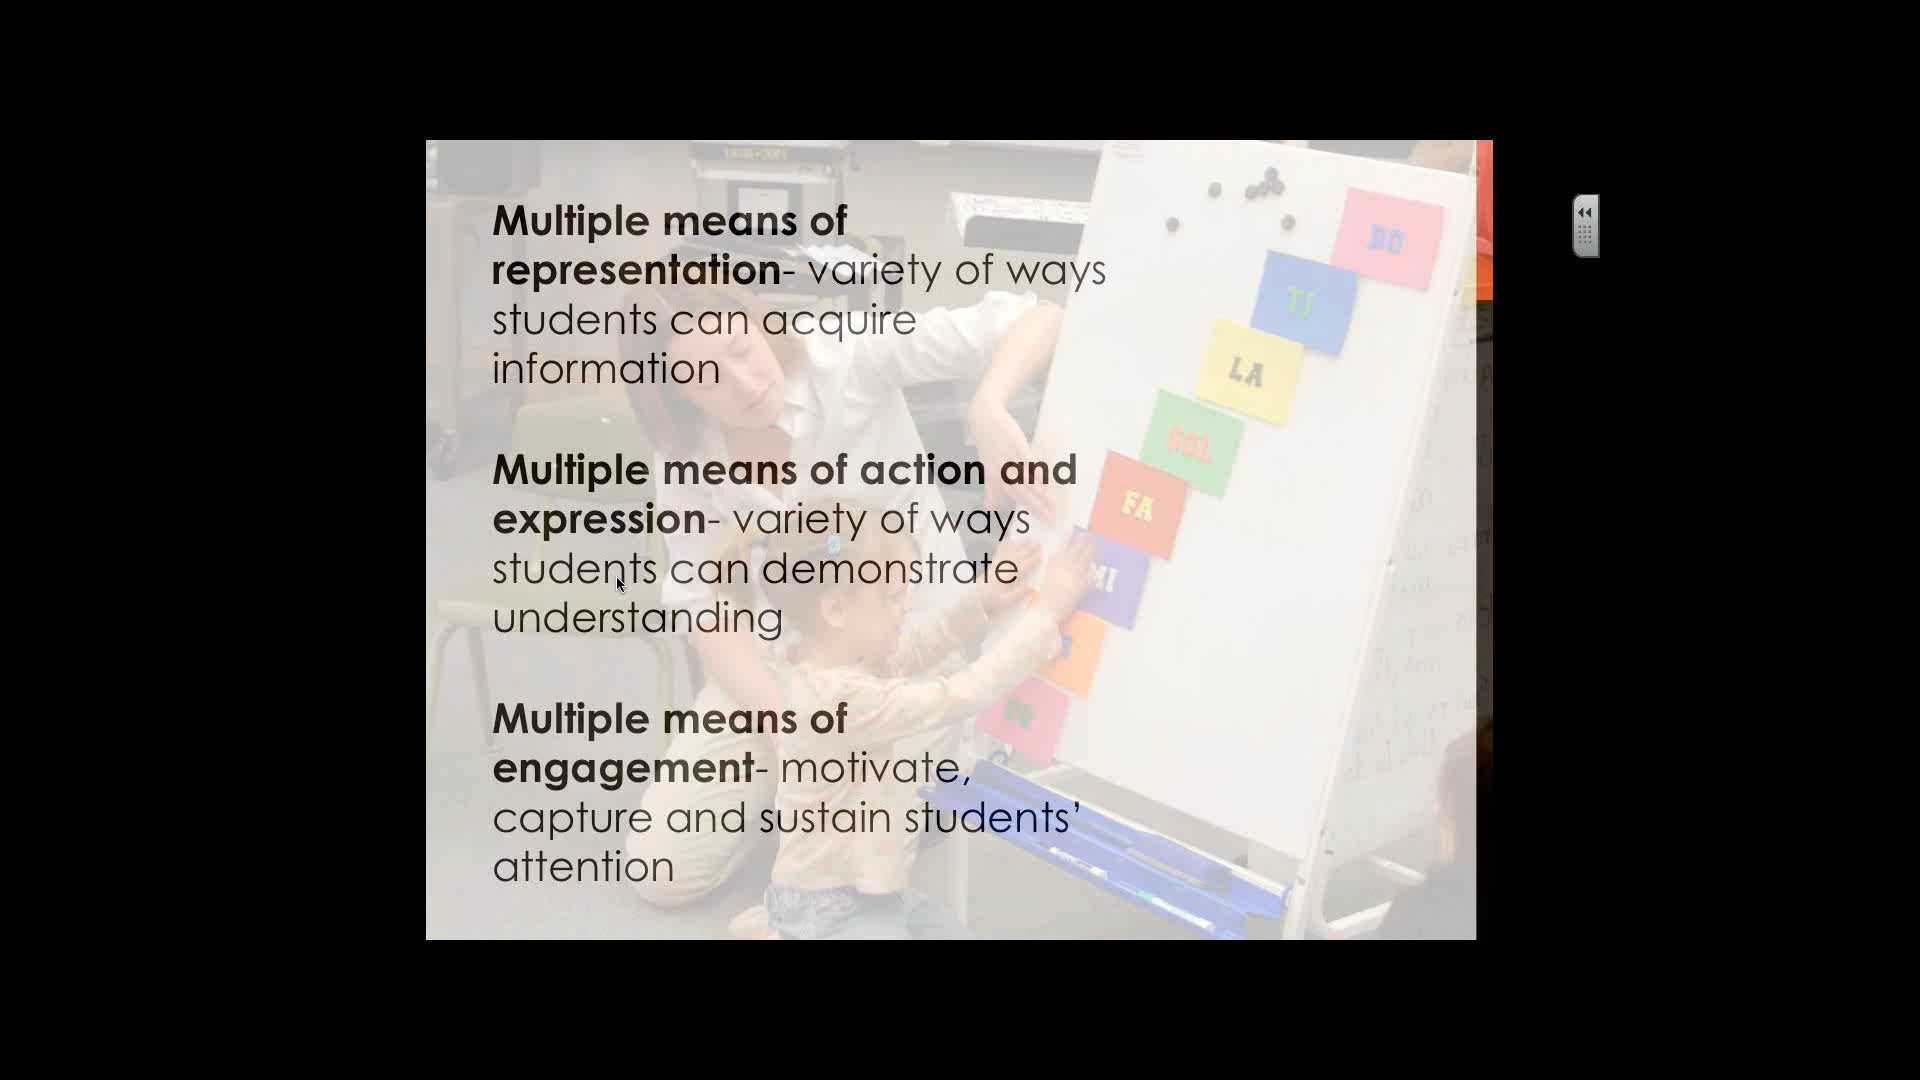 Multiple means of
representation- variety of ways
students can acquire
information
Multiple means of action and
expression- variety of ways
students can demonstrate
understanding
Multiple means of
engagement- motivate,
capture and sustain students’
attention
DO
TI
LA
SOL
FA
MI
DO